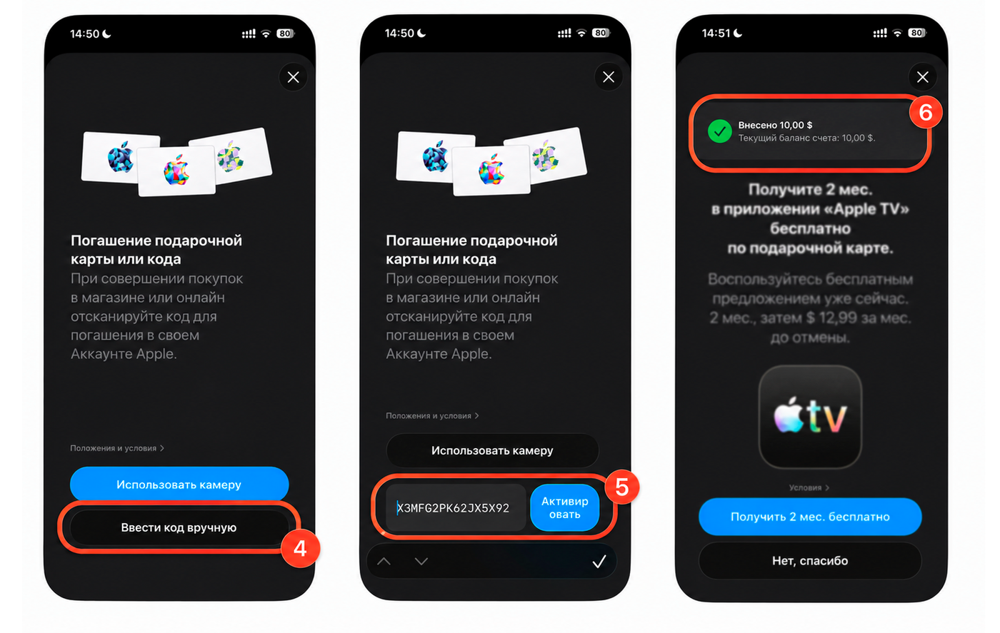 14:50
80
Погашение подарочной
карты или кода
При совершении покупок
в магазине или онлайн
отсканируйте код для
погашения в своем
Аккаунте Apple.
Положения и условия >
Использовать камеру
Ввести код вручную
4
14:50
80
Погашение подарочной
карты или кода
При совершении покупок
в магазине или онлайн
отсканируйте код для
погашения в своем
Аккаунте Apple.
Положения и условия >
Использовать камеру
X3MFG2PK62JX5X92
Активир
овать
5
14:51
80
6
Внесено 10,00 $
Текущий баланс счета: 10,00 $.
Получите 2 мес.
в приложении «Apple TV»
бесплатно
по подарочной карте.
Воспользуйтесь бесплатным
предложением уже сейчас.
2 мес., затем $ 12,99 за мес.
до отмены.
tv
Условия >
Получить 2 мес. бесплатно
Нет, спасибо